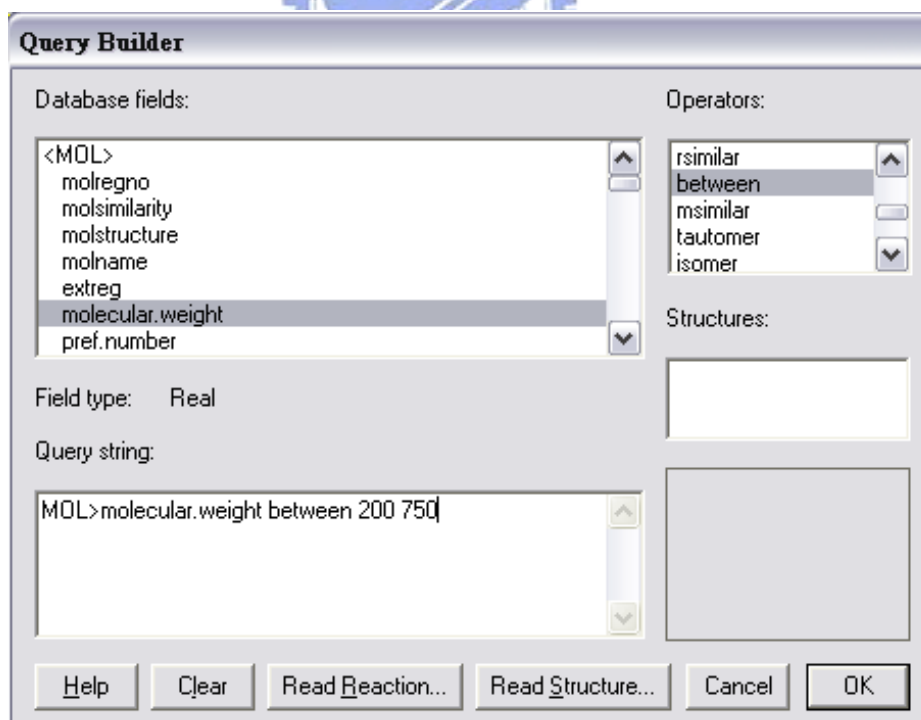 Query Builder
Database fields:
<MOL>
molregno
molsimilarity
molstructure
molname
extreg
molecular.weight
pref.number
Operators:
rsimilar
between
msimilar
tautomer
isomer
Structures:
Field type: Real
Query string:
MOL>molecular.weight between 200 750
Help Clear Read Reaction... Read Structure... Cancel OK